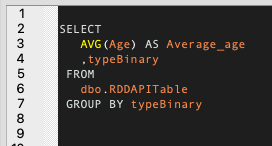 1
2 SELECT
3 AVG(Age) AS Average_age
4 ,typeBinary
5 FROM
6 dbo.RDDAPITable
7 GROUP BY typeBinary
8
9